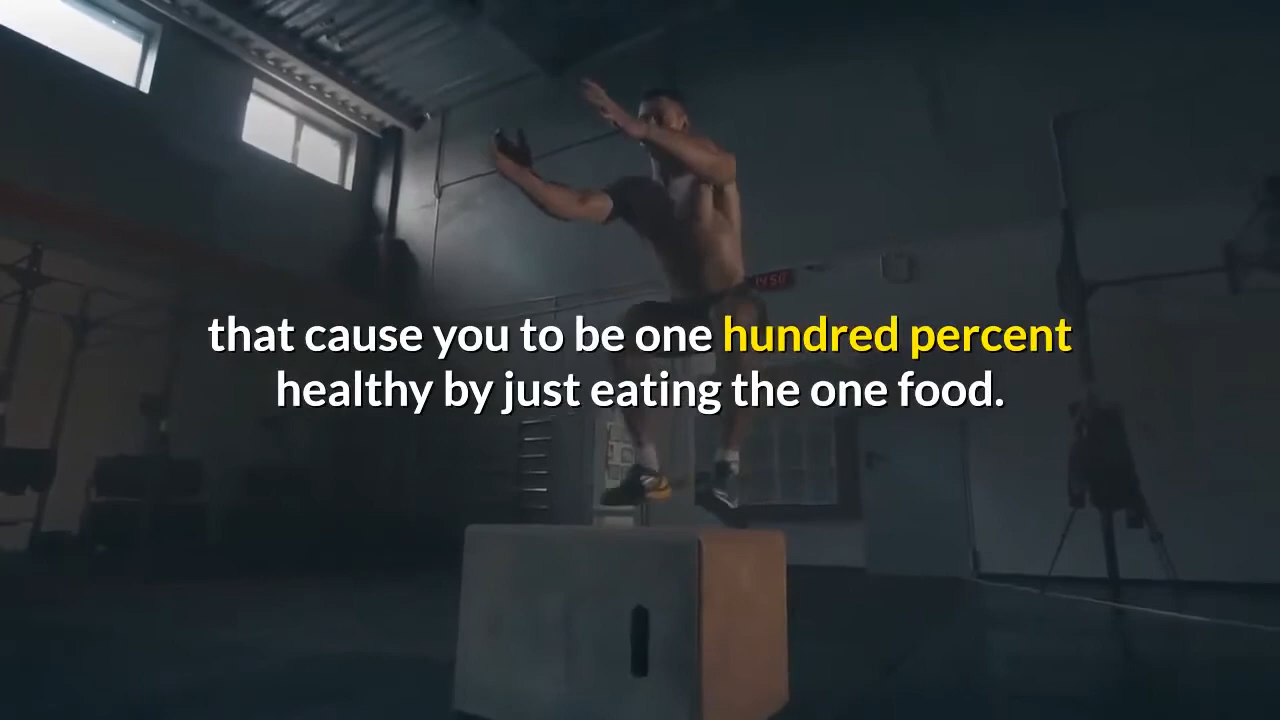 that cause you to be one hundred percent
healthy by just eating the one food.